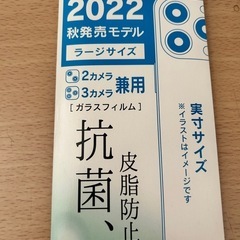 2022
秋発売モデル
ラージサイズ
2カメラ
3カメラ
兼用
[ガラスフィルム]
抗菌、
皮脂防止
実寸サイズ
※イラストはイメージです